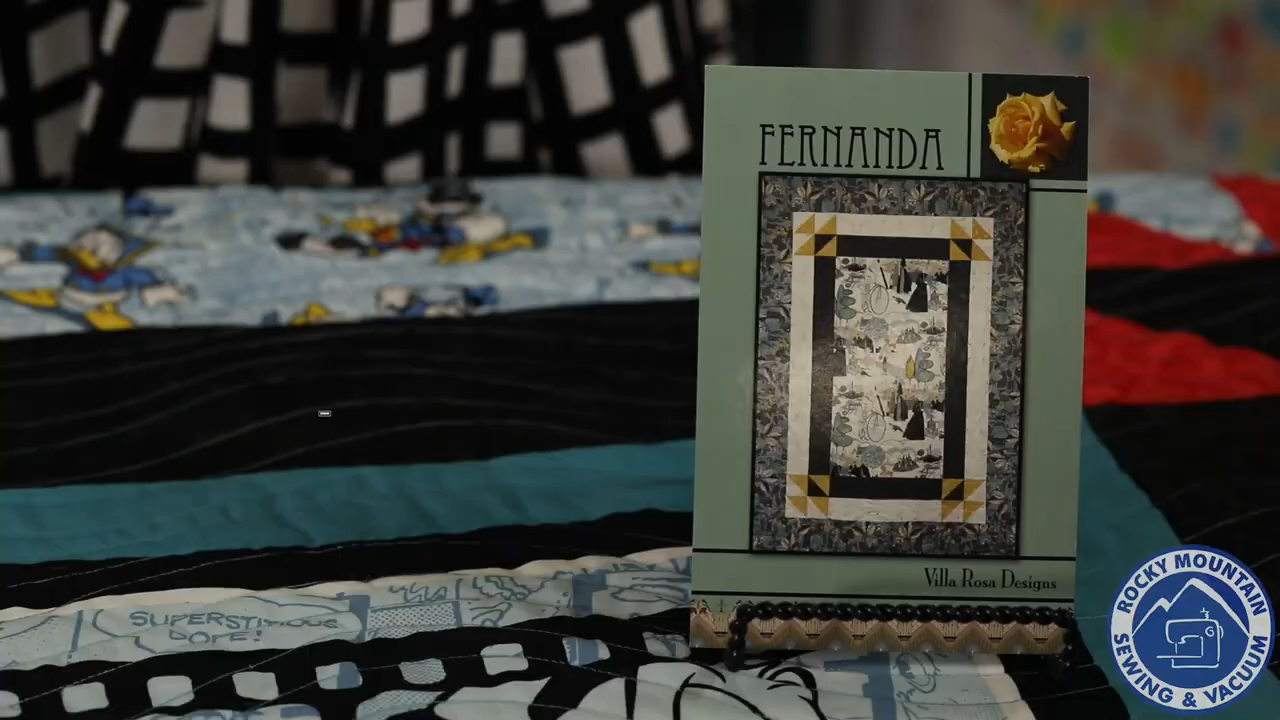 FERNANDA
Villa Rosa Designs
SUPERSTITIOUS
DOPE!
ROCKY MOUNTAIN
SEWING & VACUUM